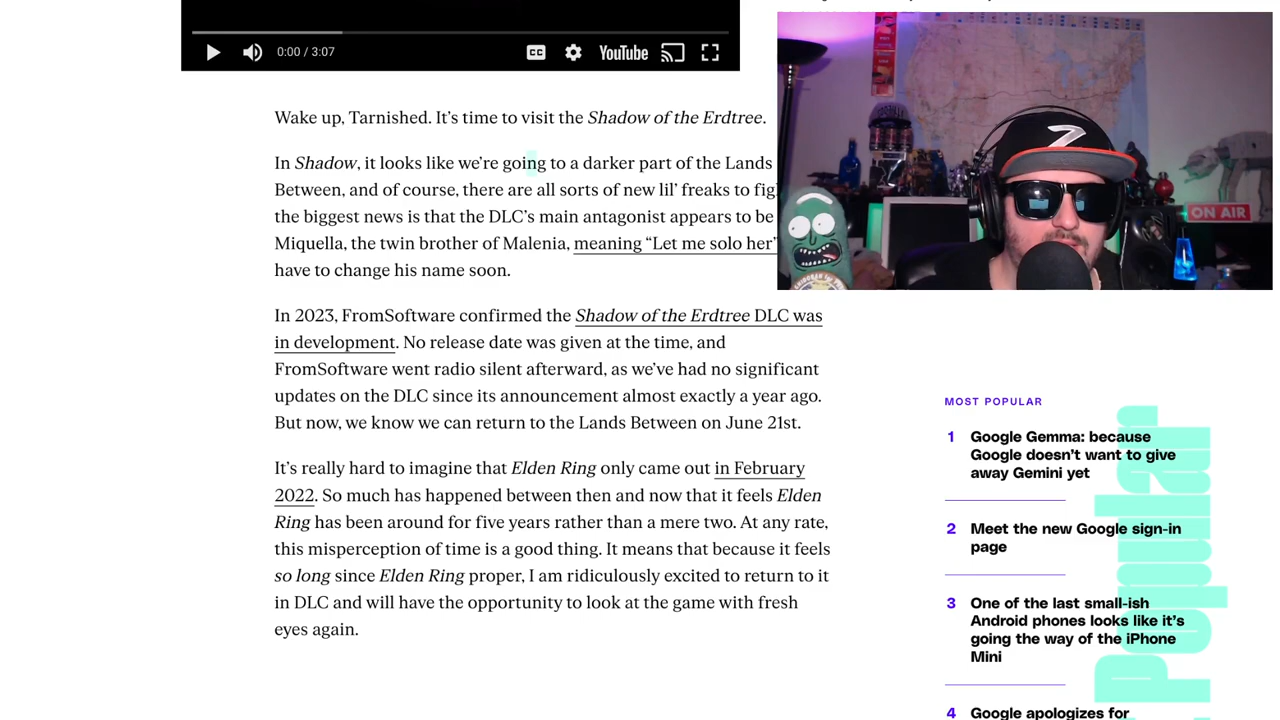 0:00 / 3:07
CC
YouTube
Wake up, Tarnished. It’s time to visit the Shadow of the Erdtree.
In Shadow, it looks like we’re going to a darker part of the Lands
Between, and of course, there are all sorts of new lil’ freaks to
the biggest news is that the DLC’s main antagonist appears to be
Miquella, the twin brother of Malenia, meaning “Let me solo her”
have to change his name soon.
In 2023, FromSoftware confirmed the Shadow of the Erdtree DLC was
in development. No release date was given at the time, and
FromSoftware went radio silent afterward, as we’ve had no significant
updates on the DLC since its announcement almost exactly a year ago.
But now, we know we can return to the Lands Between on June 21st.
It’s really hard to imagine that Elden Ring only came out in February
2022. So much has happened between then and now that it feels Elden
Ring has been around for five years rather than a mere two. At any rate,
this misperception of time is a good thing. It means that because it feels
so long since Elden Ring proper, I am ridiculously excited to return to it
in DLC and will have the opportunity to look at the game with fresh
eyes again.
ON AIR
MOST POPULAR
1 Google Gemma: because
Google doesn’t want to give
away Gemini yet
2 Meet the new Google sign-in
page
3 One of the last small-ish
Android phones looks like it’s
going the way of the iPhone
Mini
4 Google apologizes for
Popular